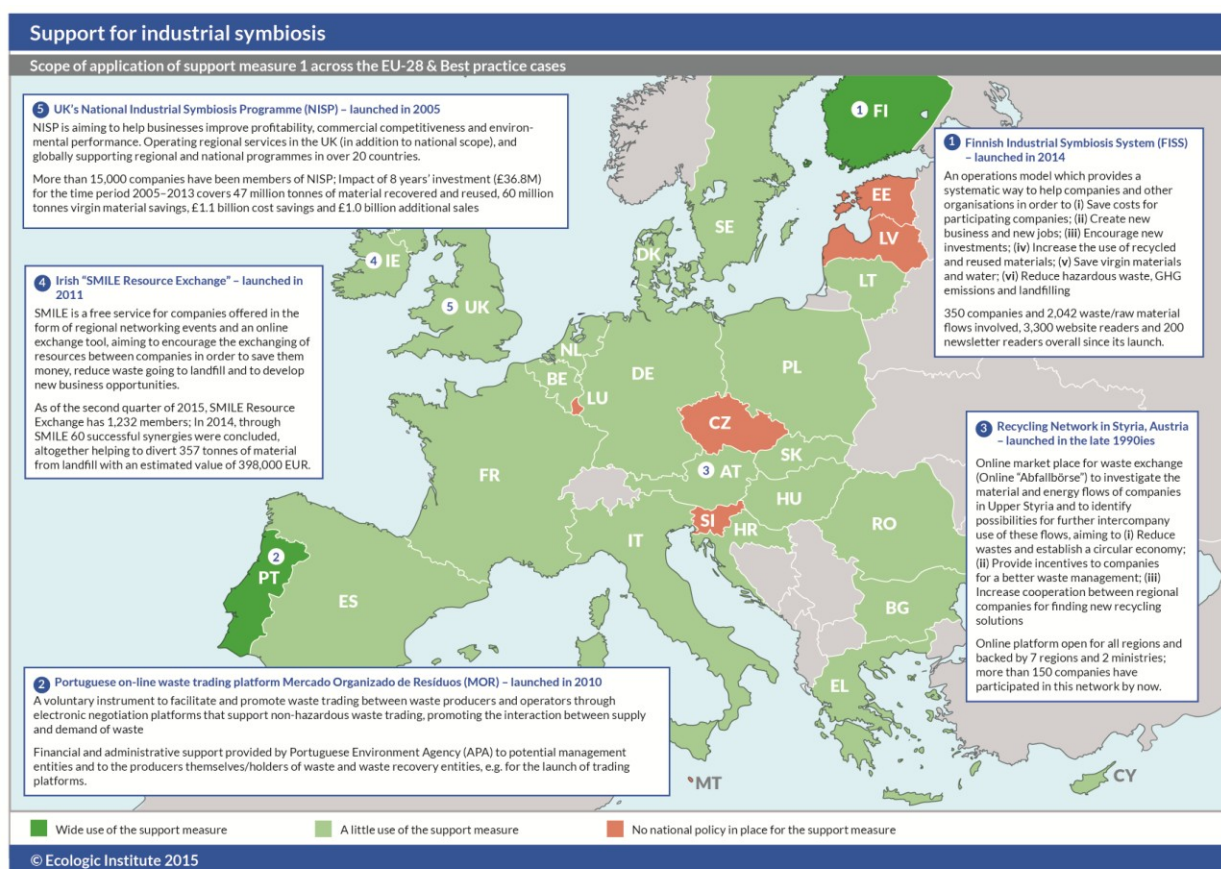 Support for industrial symbiosis
Scope of application of support measure 1 across the EU-28 & Best practice cases
5 UK's National Industrial Symbiosis Programme (NISP) – launched in 2005
NISP is aiming to help businesses improve profitability, commercial competitiveness and environ-
mental performance. Operating regional services in the UK (in addition to national scope), and
globally supporting regional and national programmes in over 20 countries.
More than 15,000 companies have been members of NISP; Impact of 8 years' investment (£36.8M)
for the time period 2005–2013 covers 47 million tonnes of material recovered and reused, 60 million
tonnes virgin material savings, £1.1 billion cost savings and £1.0 billion additional sales
1 FI
1 Finnish Industrial Symbiosis System (FISS)
– launched in 2014
An operations model which provides a
systematic way to help companies and other
organisations in order to (i) Save costs for
participating companies; (ii) Create new
business and new jobs; (iii) Encourage new
investments; (iv) Increase the use of recycled
and reused materials; (v) Save virgin materials
and water; (vi) Reduce hazardous waste, GHG
emissions and landfilling
350 companies and 2,042 waste/raw material
flows involved, 3,300 website readers and 200
newsletter readers overall since its launch.
EE
SE
LV
DK
4 IE
LT
4 Irish "SMILE Resource Exchange" – launched in
2011
SMILE is a free service for companies offered in the
form of regional networking events and an online
exchange tool, aiming to encourage the exchanging of
resources between companies in order to save them
money, reduce waste going to landfill and to develop
new business opportunities.
As of the second quarter of 2015, SMILE Resource
Exchange has 1,232 members; In 2014, through
SMILE 60 successful synergies were concluded,
altogether helping to divert 357 tonnes of material
from landfill with an estimated value of 398,000 EUR.
5 UK
NL
BE
DE
PL
LU
CZ
3 Recycling Network in Styria, Austria
– launched in the late 1990ies
Online market place for waste exchange
(Online "Abfallbörse") to investigate the
material and energy flows of companies
in Upper Styria and to identify
possibilities for further intercompany
use of these flows, aiming to (i) Reduce
wastes and establish a circular economy;
(ii) Provide incentives to companies
for a better waste management; (iii)
Increase cooperation between regional
companies for finding new recycling
solutions
Online platform open for all regions and
backed by 7 regions and 2 ministries;
more than 150 companies have
participated in this network by now.
SK
3 AT
FR
HU
SI
RO
HR
IT
2
PT
ES
BG
EL
2 Portuguese on-line waste trading platform Mercado Organizado de Resíduos (MOR) – launched in 2010
A voluntary instrument to facilitate and promote waste trading between waste producers and operators through
electronic negotiation platforms that support non-hazardous waste trading, promoting the interaction between supply
and demand of waste
Financial and administrative support provided by Portuguese Environment Agency (APA) to potential management
entities and to the producers themselves/holders of waste and waste recovery entities, e.g. for the launch of trading
platforms.
MT
CY
Wide use of the support measure
A little use of the support measure
No national policy in place for the support measure
© Ecologic Institute 2015